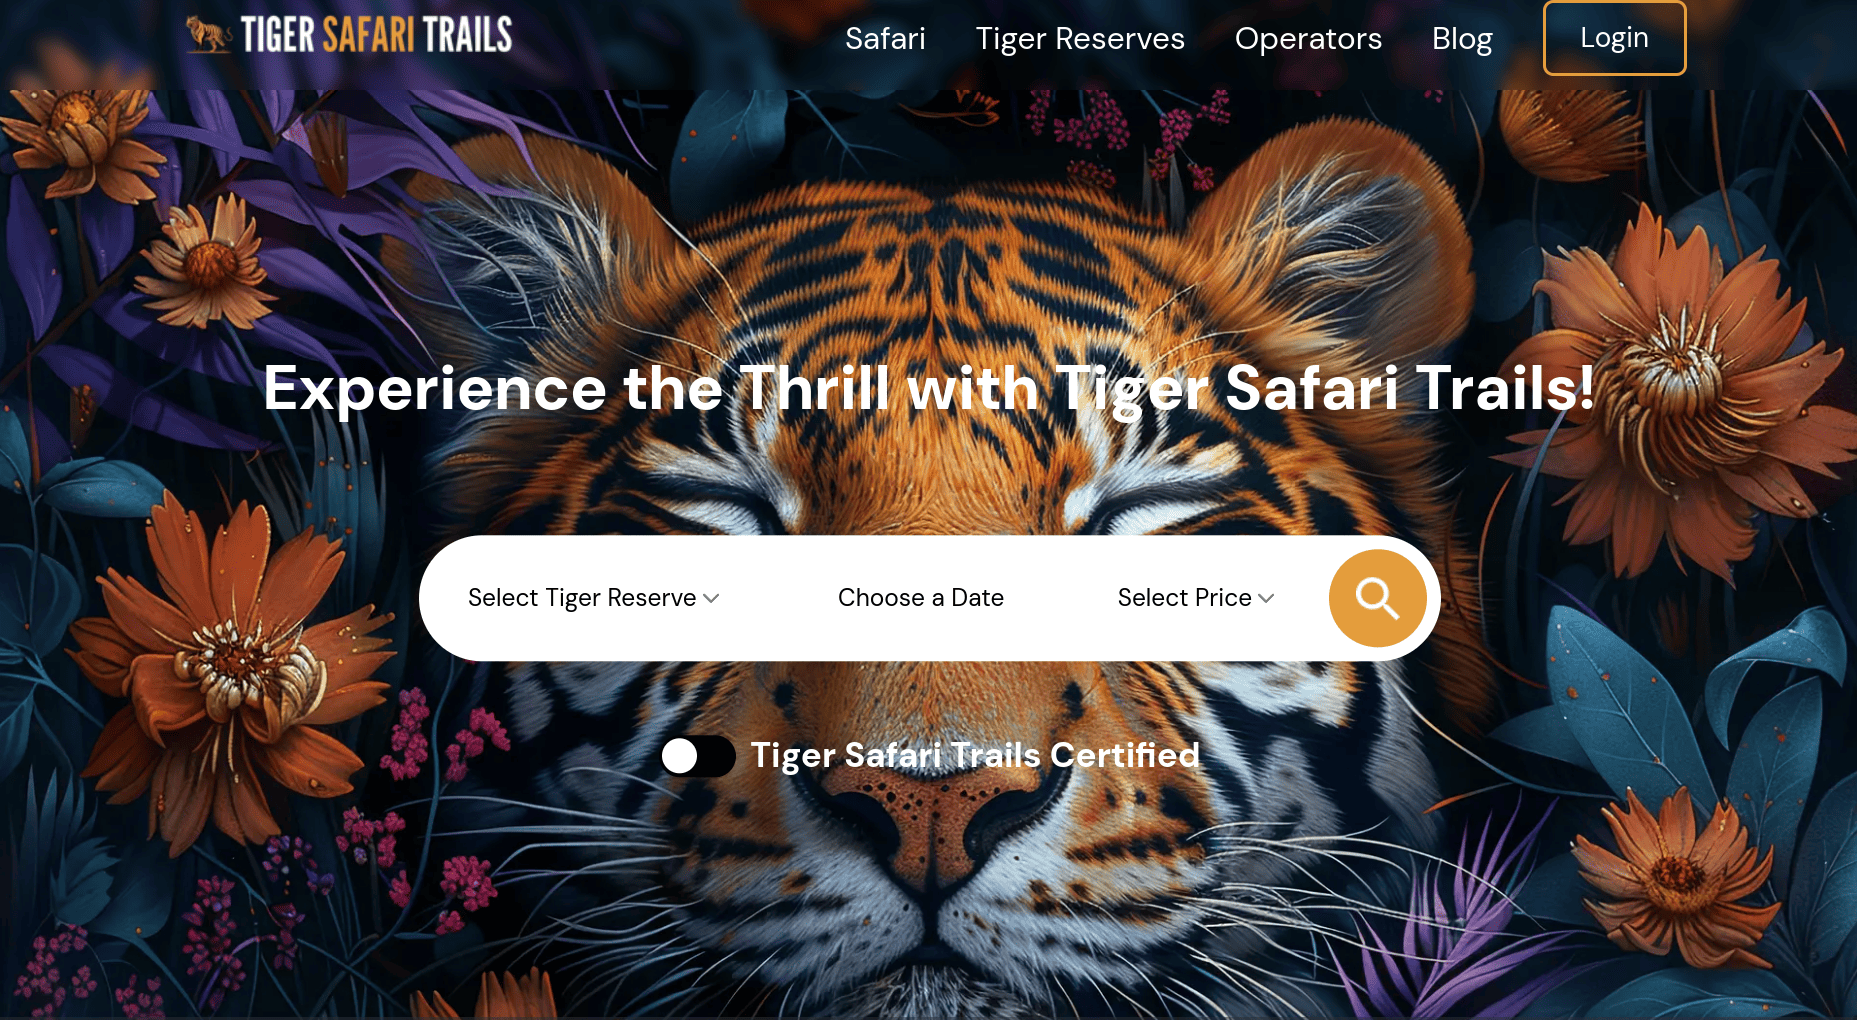 TIGER SAFARI TRAILS
Safari
Tiger Reserves
Operators
Blog
Login
Experience the Thrill with Tiger Safari Trails!
Select Tiger Reserve
Choose a Date
Select Price
Tiger Safari Trails Certified